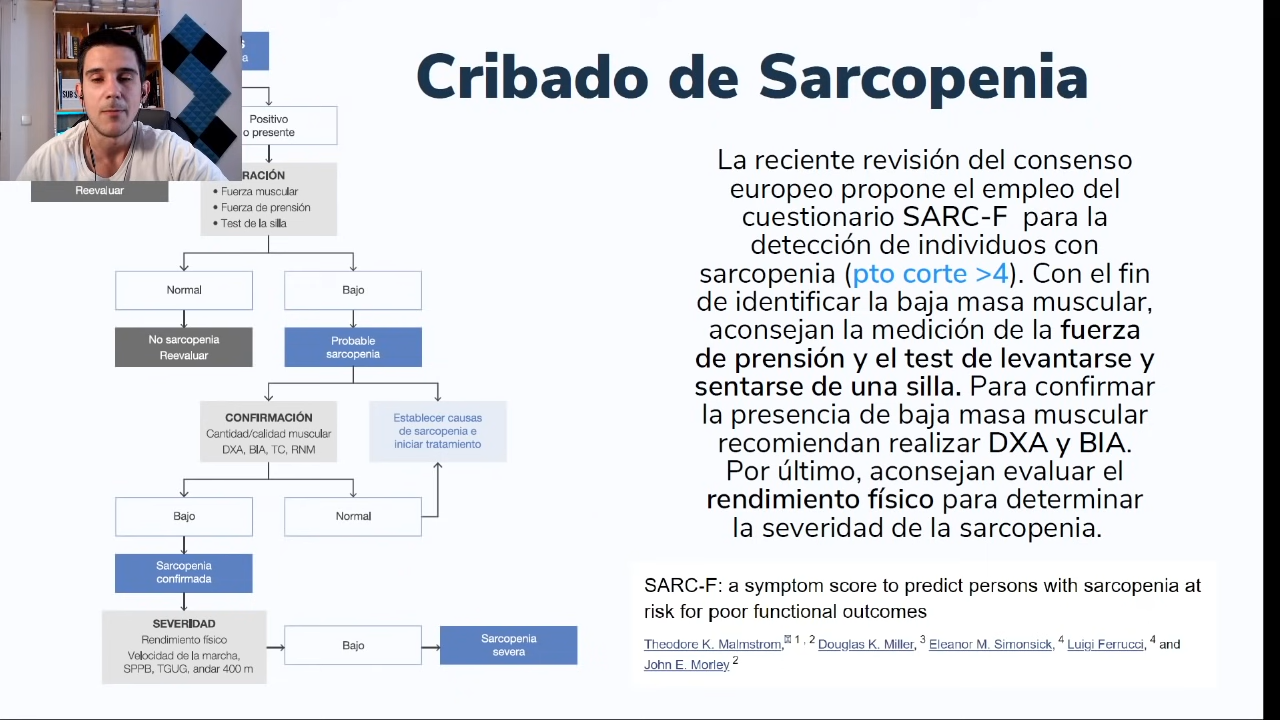 Cribado de Sarcopenia
Positivo
o presente
Reevaluar
RACIÓN
• Fuerza muscular
• Fuerza de prensión
• Test de la silla
Normal
Bajo
No sarcopenia
Reevaluar
Probable
sarcopenia
CONFIRMACIÓN
Cantidad/calidad muscular
DXA, BIA, TC, RNM
Establecer causas
de sarcopenia e
iniciar tratamiento
Bajo
Normal
Sarcopenia
confirmada
SEVERIDAD
Rendimiento físico
Velocidad de la marcha,
SPPB, TGUG, andar 400 m
Bajo
Sarcopenia
severa
La reciente revisión del consenso
europeo propone el empleo del
cuestionario SARC-F para la
detección de individuos con
sarcopenia (pto corte >4). Con el fin
de identificar la baja masa muscular,
aconsejan la medición de la fuerza
de prensión y el test de levantarse y
sentarse de una silla. Para confirmar
la presencia de baja masa muscular
recomiendan realizar DXA y BIA.
Por último, aconsejan evaluar el
rendimiento físico para determinar
la severidad de la sarcopenia.
SARC-F: a symptom score to predict persons with sarcopenia at
risk for poor functional outcomes
Theodore K. Malmstrom, 1, 2 Douglas K. Miller, 3 Eleanor M. Simonsick, 4 Luigi Ferrucci, 4 and
John E. Morley 2